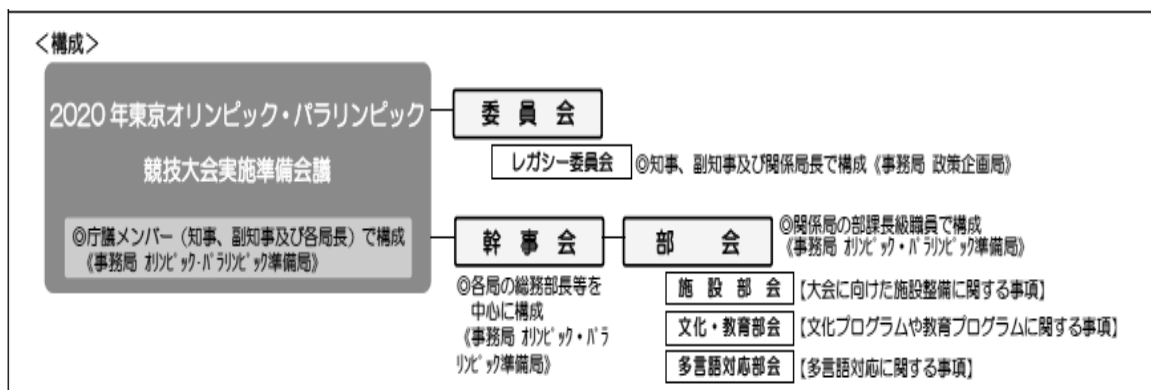 ＜構成＞
2020年東京オリンピック・パラリンピック
競技大会実施準備会議
◎庁議メンバー（知事、副知事及び各局長）で構成
《事務局 ｵﾘﾝﾋﾟｯｸ・ﾊﾟﾗﾘﾝﾋﾟｯｸ準備局》
委員会
レガシー委員会
◎知事、副知事及び関係局長で構成《事務局 政策企画局》
幹事会
◎各局の総務部長等を
中心に構成
《事務局 ｵﾘﾝﾋﾟｯｸ・ﾊﾟﾗ
ﾘﾝﾋﾟｯｸ準備局》
部会
◎関係局の部課長級職員で構成
《事務局 オリンピック・パラリンピック準備局》
施設部会【大会に向けた施設整備に関する事項】
文化・教育部会【文化プログラムや教育プログラムに関する事項】
多言語対応部会【多言語対応に関する事項】